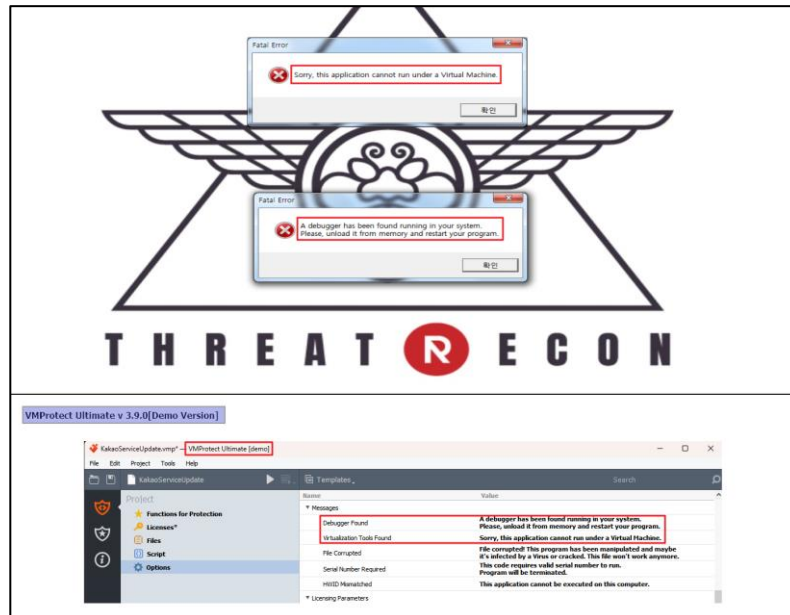 Fatal Error
Sorry, this application cannot run under a Virtual Machine.
확인
Fatal Error
A debugger has been found running in your system.
Please, unload it from memory and restart your program.
확인
THREAT RECON
VMProtect Ultimate v 3.9.0[Demo Version]
KakaoServiceUpdate.vmp* — VMProtect Ultimate [demo]
File Edit Project Tools Help
KakaoServiceUpdate Templates Search
Project
Functions for Protection
Licenses*
Files
Script
Options
Name Value
Messages
Debugger Found A debugger has been found running in your system.
Please, unload it from memory and restart your program.
Virtualization Tools Found Sorry, this application cannot run under a Virtual Machine.
File Corrupted File corrupted! This program has been manipulated and maybe
it's infected by a Virus or cracked. This file won't work anymore.
Serial Number Required This code requires valid serial number to run.
Program will be terminated.
HWID Mismatched This application cannot be executed on this computer.
Licensing Parameters